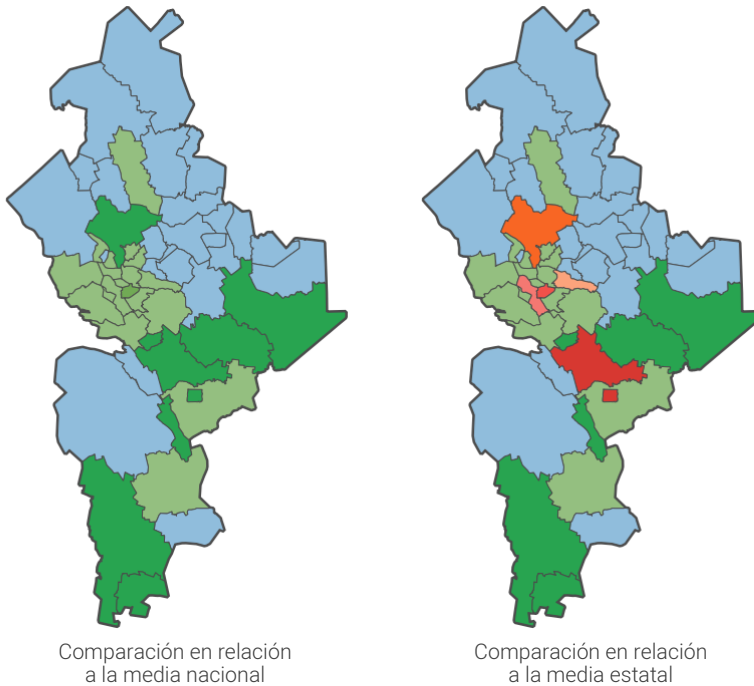 Comparación en relación
a la media nacional
Comparación en relación
a la media estatal